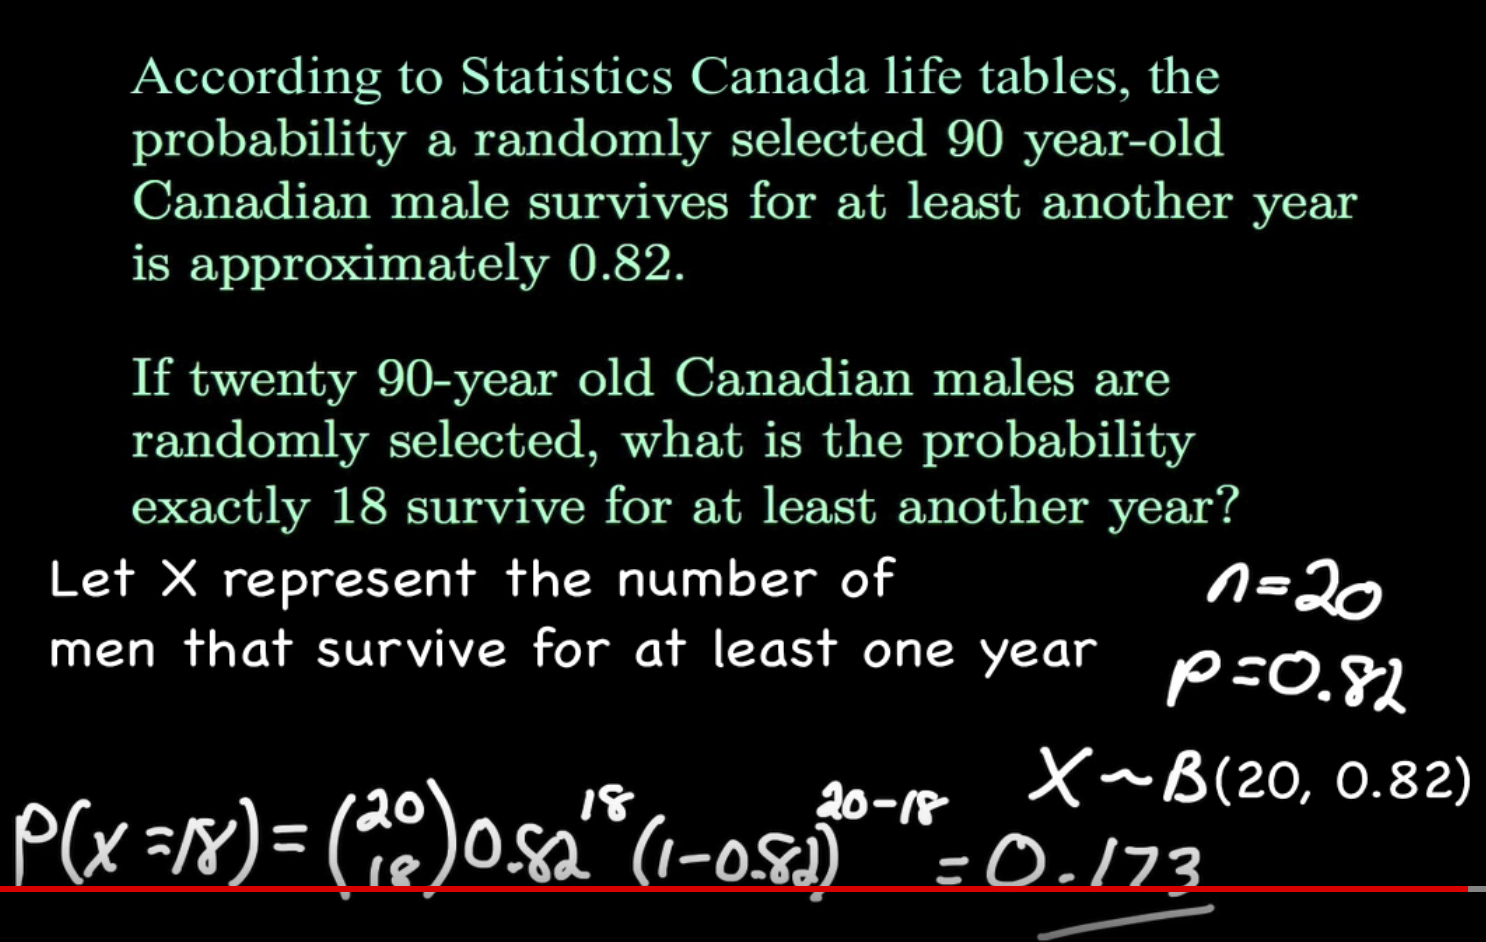 According to Statistics Canada life tables, the
probability a randomly selected 90 year-old
Canadian male survives for at least another year
is approximately 0.82.
If twenty 90-year old Canadian males are
randomly selected, what is the probability
exactly 18 survive for at least another year?
Let X represent the number of
men that survive for at least one year
n=20
p=0.82
X~B(20, 0.82)
P(X=18)=(20 18)0.82^18(1-0.82)^20-18 = 0.173